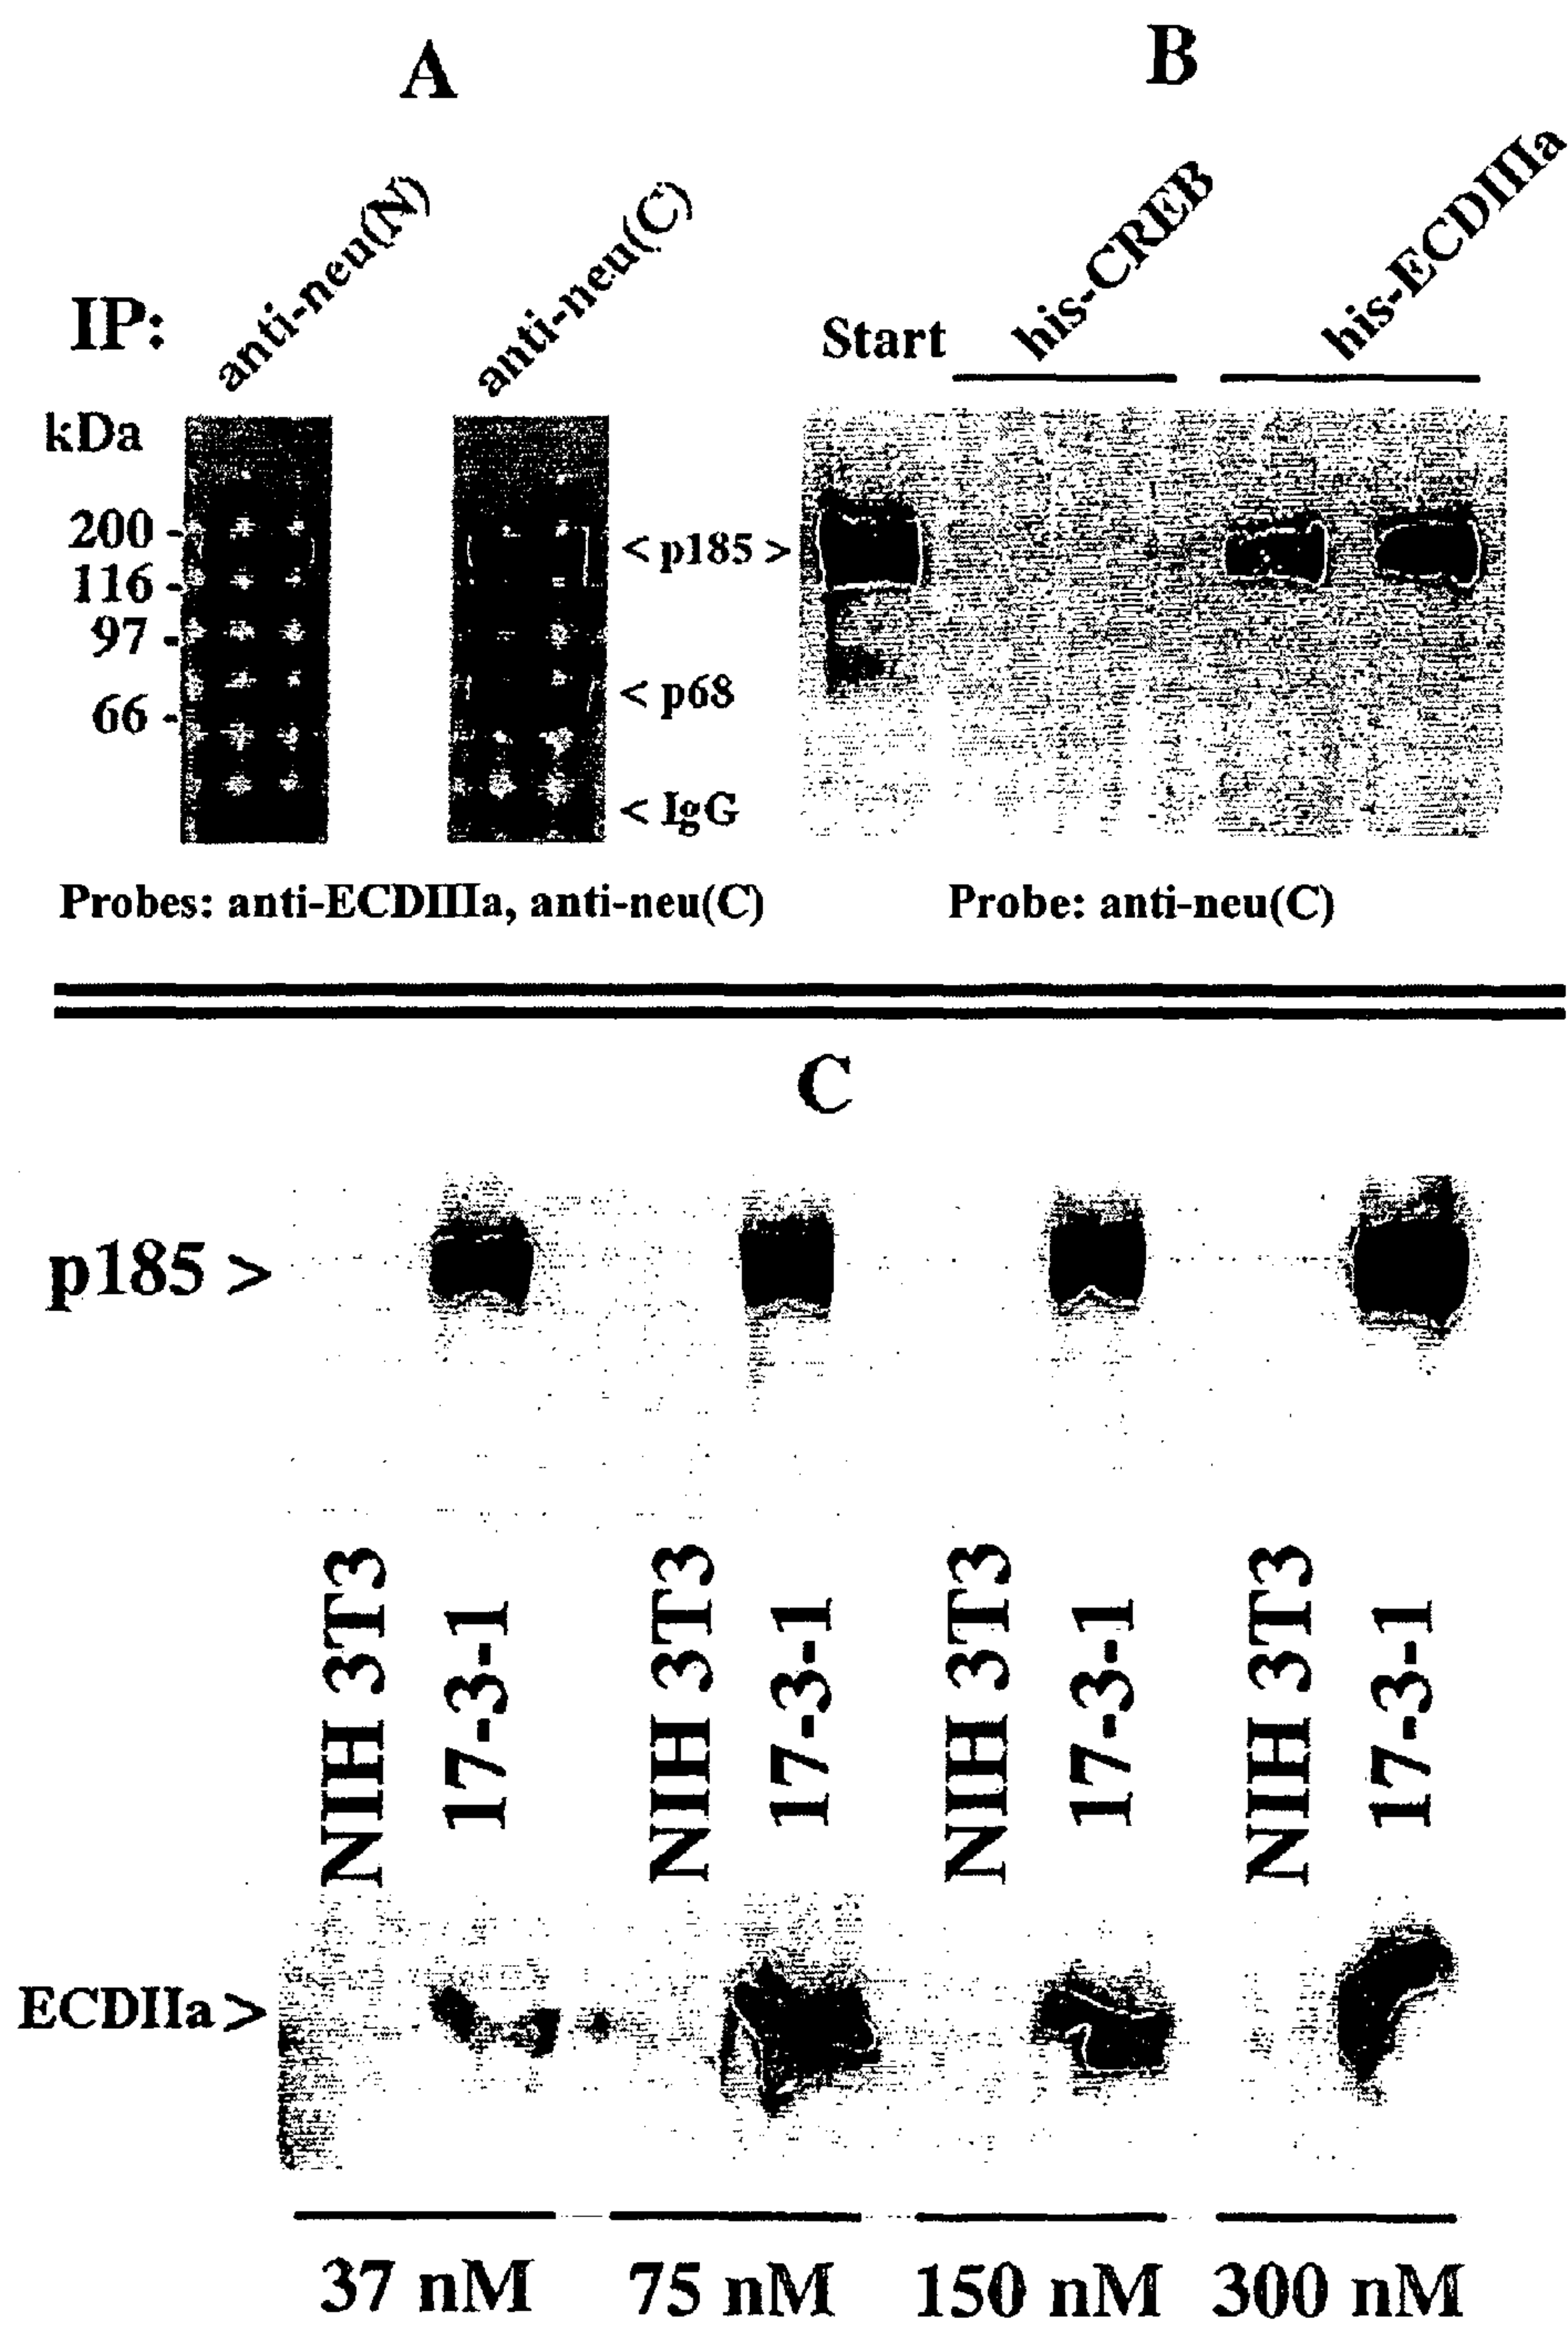 A
B
IP:
anti-neu(N)
anti-neu(C)
Start
his-CREB
his-ECDIIIa
kDa
200 -
116 -
97 -
66 -
< p185 >
< p68
< IgG
Probes: anti-ECDIIIa, anti-neu(C)
Probe: anti-neu(C)
C
p185 >
NIH 3T3
17-3-1
NIH 3T3
17-3-1
NIH 3T3
17-3-1
NIH 3T3
17-3-1
ECDIIa >
37 nM
75 nM
150 nM
300 nM